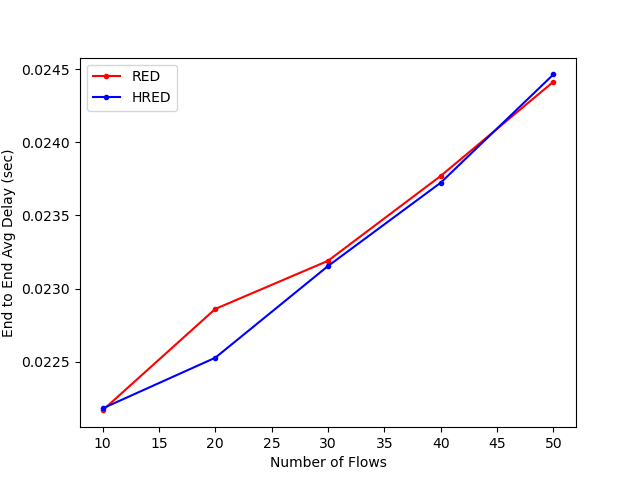 RED
HRED
0.0245
0.0240
0.0235
0.0230
0.0225
End to End Avg Delay (sec)
10 15 20 25 30 35 40 45 50
Number of Flows